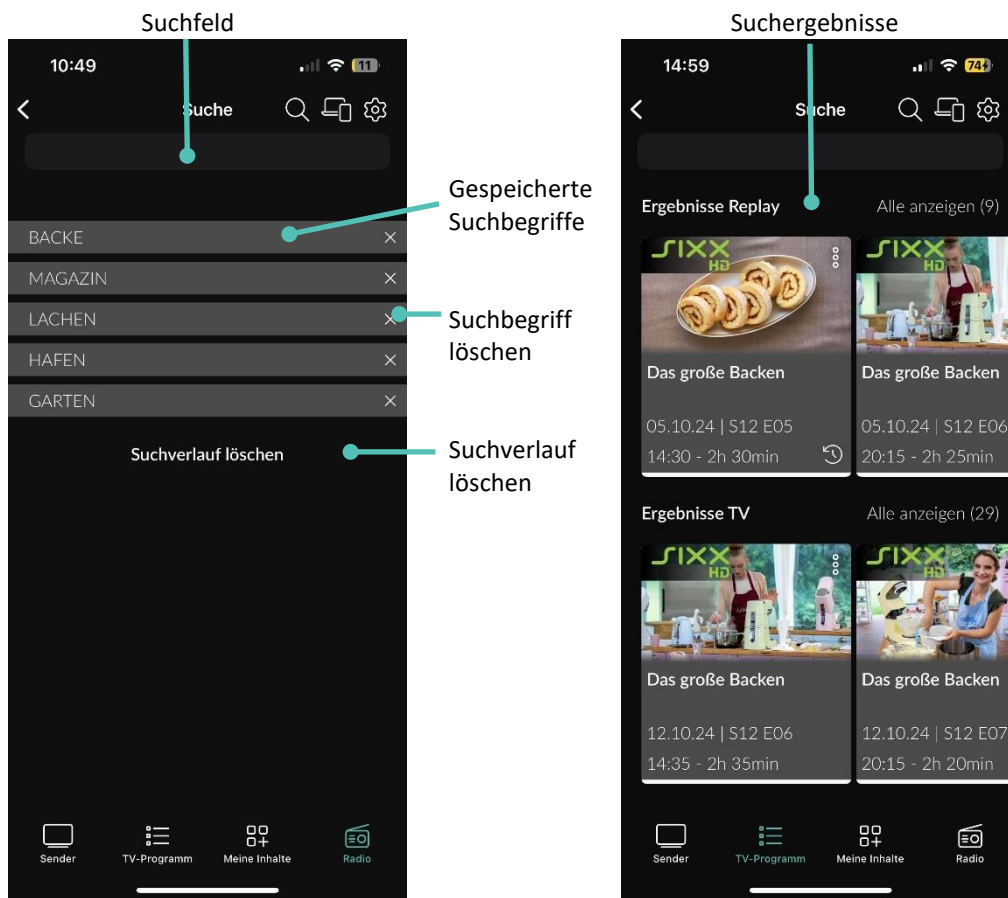 Suchfeld
10:49
11
Suche
BACKE
MAGAZIN
LACHEN
HAFEN
GARTEN
Suchverlauf löschen
Sender
TV-Programm
Meine Inhalte
Radio
Gespeicherte
Suchbegriffe
Suchbegriff
löschen
Suchverlauf
löschen
Suchergebnisse
14:59
74
Suche
Ergebnisse Replay
Alle anzeigen (9)
sixx HD
Das große Backen
05.10.24 | S12 E05
14:30 - 2h 30min
sixx HD
Das große Backen
05.10.24 | S12 E06
20:15 - 2h 25min
Ergebnisse TV
Alle anzeigen (29)
sixx HD
Das große Backen
12.10.24 | S12 E06
14:35 - 2h 35min
sixx HD
Das große Backen
12.10.24 | S12 E07
20:15 - 2h 20min
Sender
TV-Programm
Meine Inhalte
Radio